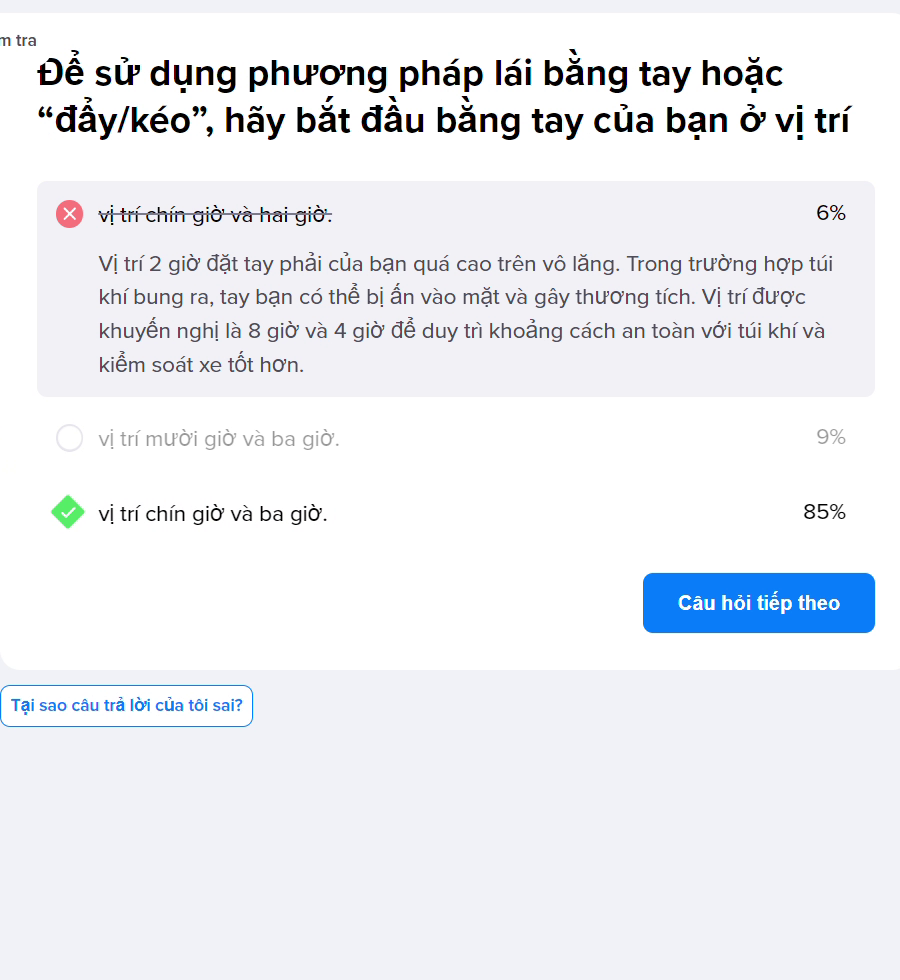 m tra
Để sử dụng phương pháp lái bằng tay hoặc
“đẩy/kéo”, hãy bắt đầu bằng tay của bạn ở vị trí
vị trí chín giờ và hai giờ. 6%
Vị trí 2 giờ đặt tay phải của bạn quá cao trên vô lăng. Trong trường hợp túi
khí bung ra, tay bạn có thể bị ấn vào mặt và gây thương tích. Vị trí được
khuyến nghị là 8 giờ và 4 giờ để duy trì khoảng cách an toàn với túi khí và
kiểm soát xe tốt hơn.
vị trí mười giờ và ba giờ. 9%
vị trí chín giờ và ba giờ. 85%
Câu hỏi tiếp theo
Tại sao câu trả lời của tôi sai?